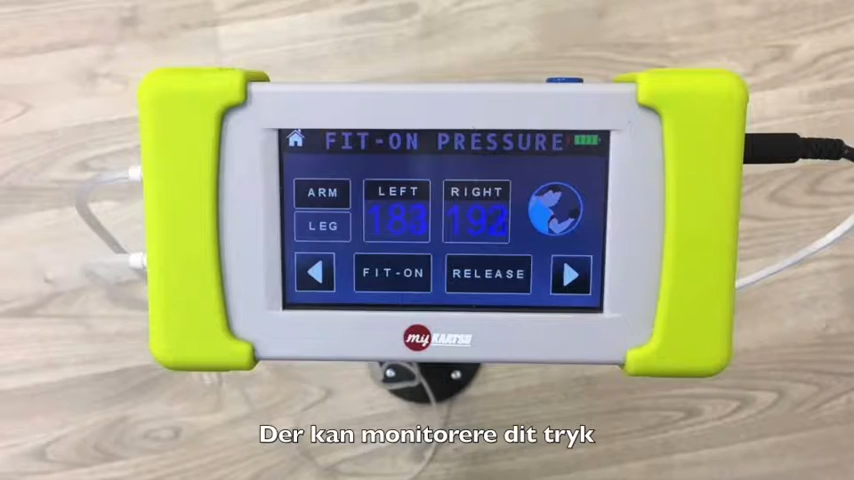 FIT-ON PRESSURE
ARM
LEFT
RIGHT
LEG
183
192
FIT-ON
RELEASE
my KAATSU
Der kan monitorere dit tryk